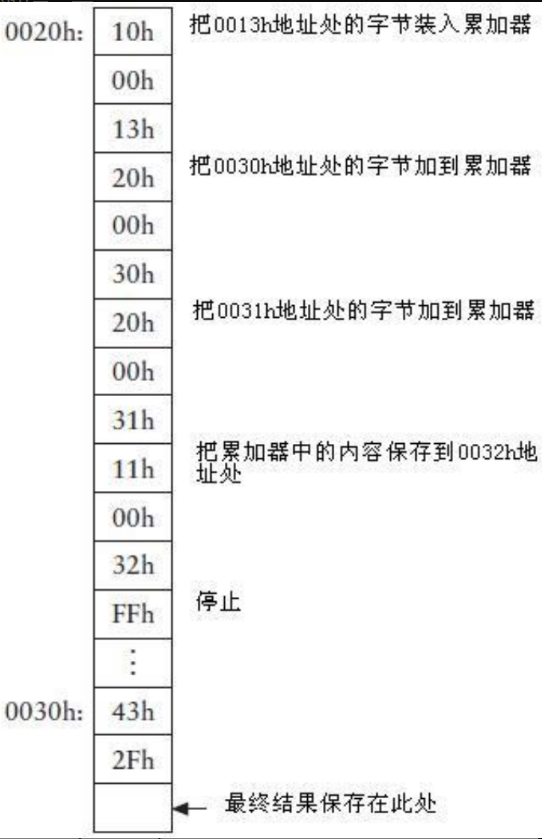 0020h: 10h 把0013h地址处的字节装入累加器
00h
13h
20h 把0030h地址处的字节加到累加器
00h
30h
20h 把0031h地址处的字节加到累加器
00h
31h
11h 把累加器中的内容保存到0032h地
址处
00h
32h
FFh 停止
⋮
0030h: 43h
2Fh
最终结果保存在此处